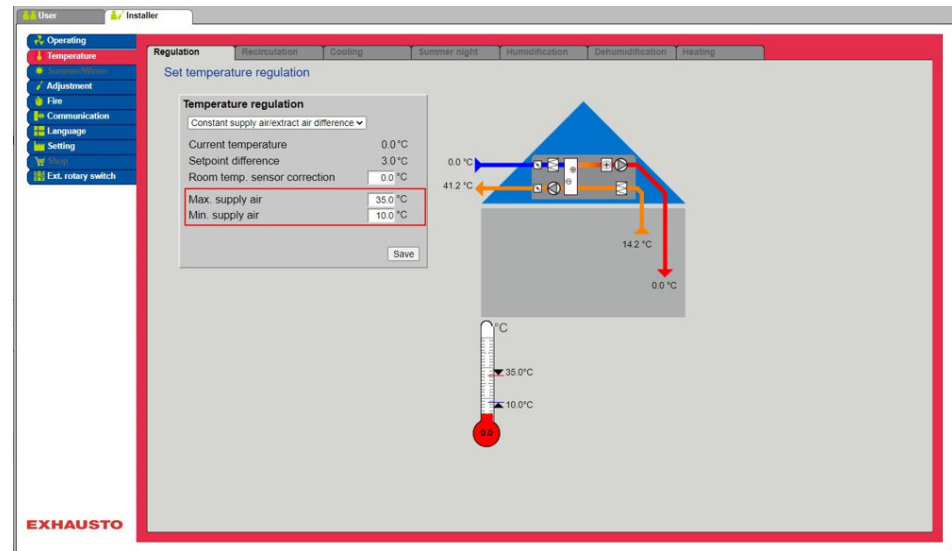 User Installer
Operating
Temperature
Summer/Winter
Adjustment
Fire
Communication
Language
Setting
Shop
Ext. rotary switch
EXHAUSTO
Regulation Recirculation Cooling Summer night Humidification Dehumidification Heating
Set temperature regulation
Temperature regulation
Constant supply air/extract air difference
Current temperature 0.0 °C
Setpoint difference 3.0 °C
Room temp. sensor correction 0.0 °C
Max. supply air 35.0 °C
Min. supply air 10.0 °C
Save
0.0 °C
41.2 °C
14.2 °C
0.0 °C
°C
35.0°C
10.0°C
0.0